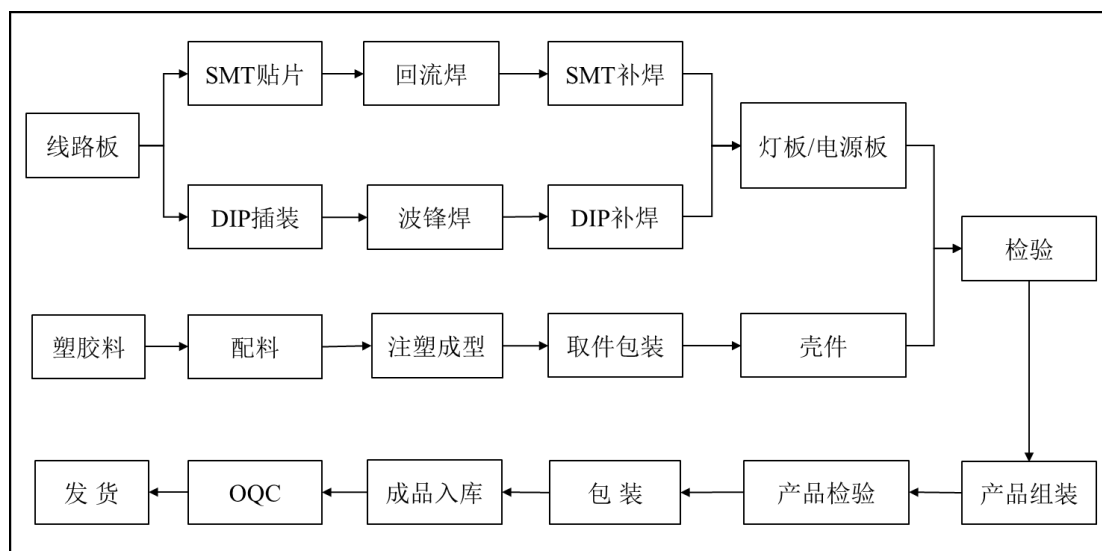 SMT贴片
回流焊
SMT补焊
线路板
灯板/电源板
DIP插装
波锋焊
DIP补焊
检验
塑胶料
配料
注塑成型
取件包装
壳件
发 货
OQC
成品入库
包 装
产品检验
产品组装